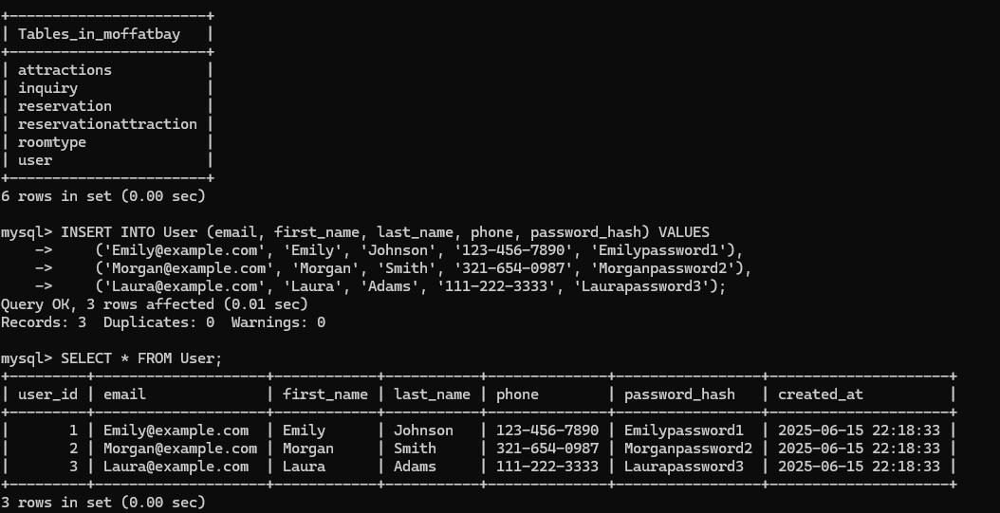 +-----------------------+
| Tables_in_moffatbay   |
+-----------------------+
| attractions           |
| inquiry               |
| reservation           |
| reservationattraction |
| roomtype              |
| user                  |
+-----------------------+
6 rows in set (0.00 sec)

mysql> INSERT INTO User (email, first_name, last_name, phone, password_hash) VALUES
    ->     ('Emily@example.com', 'Emily', 'Johnson', '123-456-7890', 'Emilypassword1'),
    ->     ('Morgan@example.com', 'Morgan', 'Smith', '321-654-0987', 'Morganpassword2'),
    ->     ('Laura@example.com', 'Laura', 'Adams', '111-222-3333', 'Laurapassword3');
Query OK, 3 rows affected (0.01 sec)
Records: 3  Duplicates: 0  Warnings: 0

mysql> SELECT * FROM User;
+---------+--------------------+------------+-----------+--------------+-----------------+---------------------+
| user_id | email              | first_name | last_name | phone        | password_hash   | created_at          |
+---------+--------------------+------------+-----------+--------------+-----------------+---------------------+
|       1 | Emily@example.com  | Emily      | Johnson   | 123-456-7890 | Emilypassword1  | 2025-06-15 22:18:33 |
|       2 | Morgan@example.com | Morgan     | Smith     | 321-654-0987 | Morganpassword2 | 2025-06-15 22:18:33 |
|       3 | Laura@example.com  | Laura      | Adams     | 111-222-3333 | Laurapassword3  | 2025-06-15 22:18:33 |
+---------+--------------------+------------+-----------+--------------+-----------------+---------------------+
3 rows in set (0.00 sec)